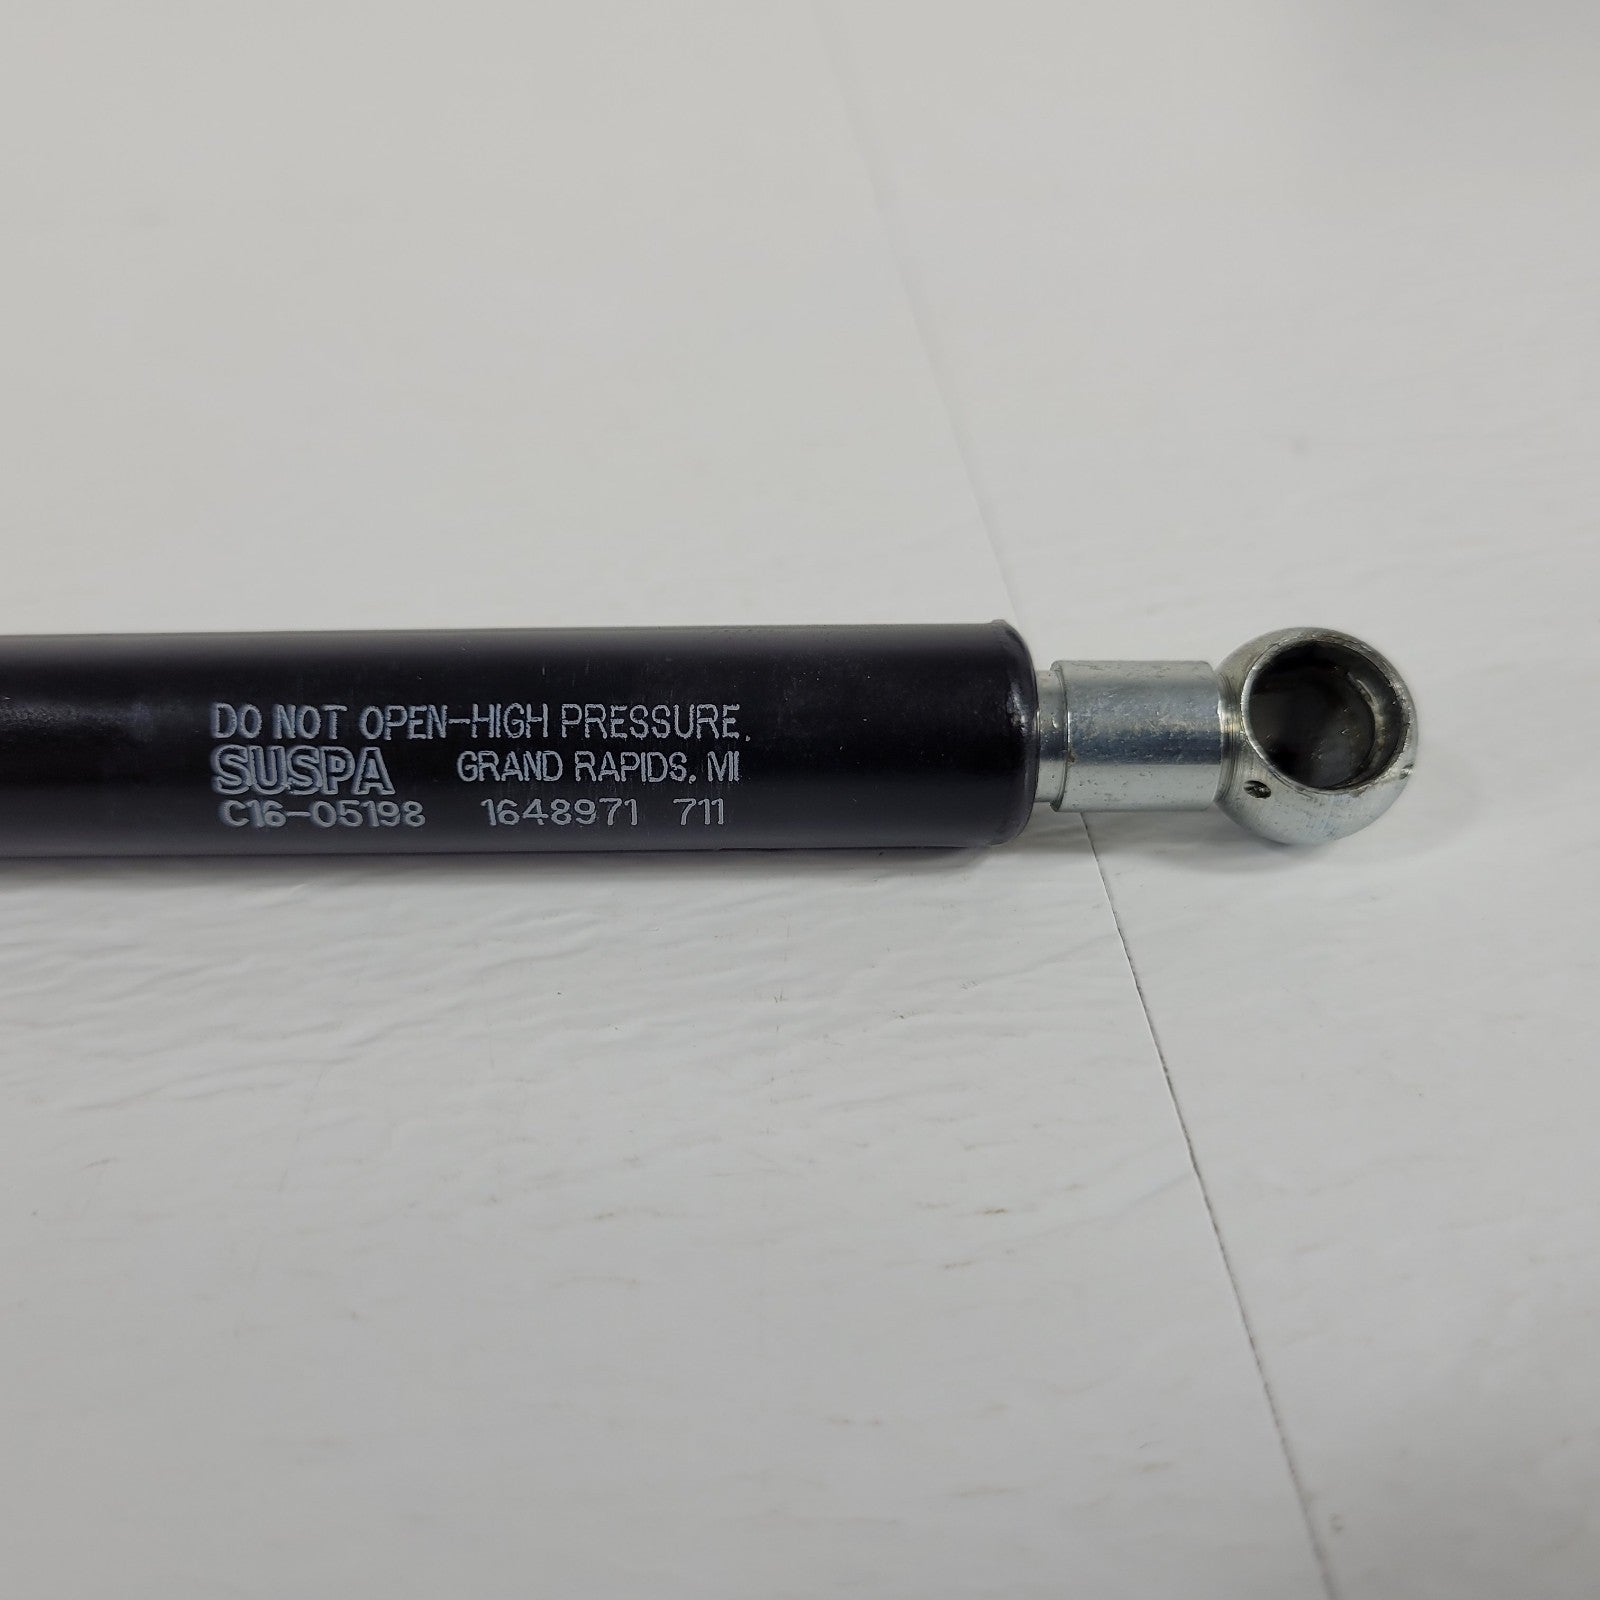 DO NOT OPEN-HIGH PRESSURE.
SUSPA GRAND RAPIDS. MI
C16-05198 1648971 711